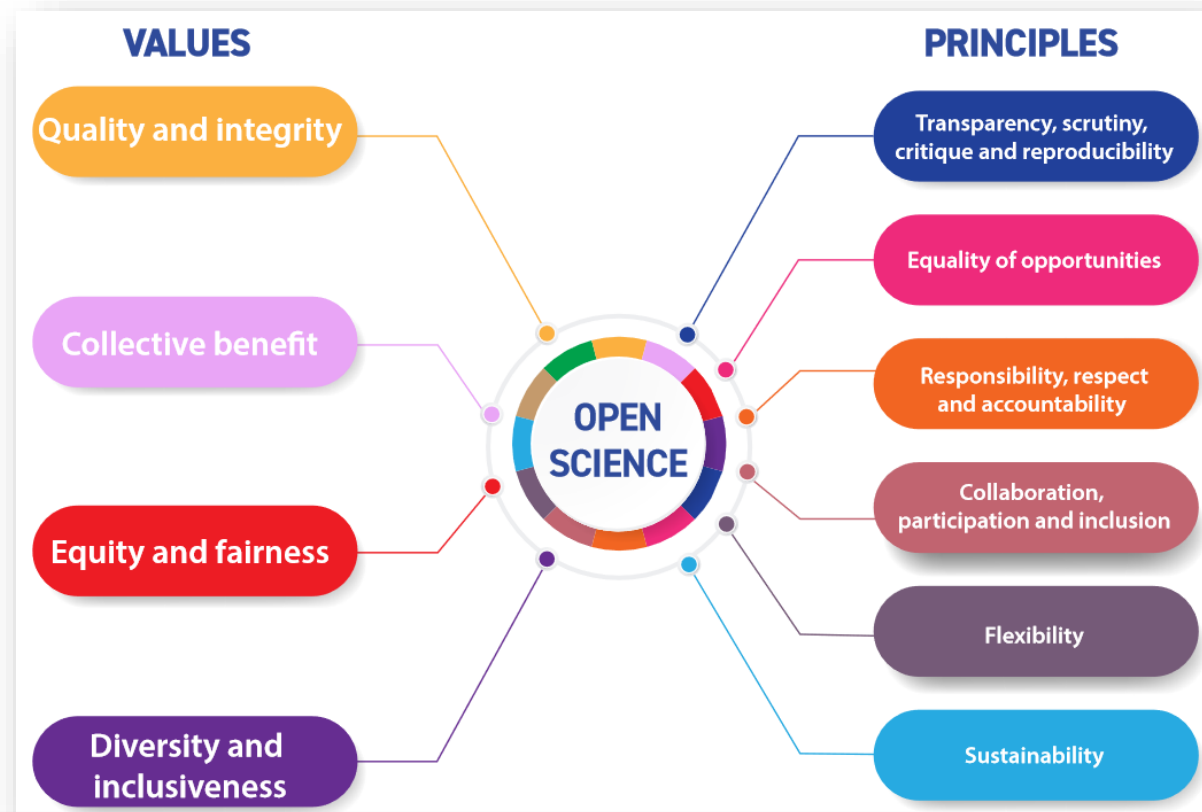 VALUES
Quality and integrity
Collective benefit
Equity and fairness
Diversity and
inclusiveness
OPEN
SCIENCE
PRINCIPLES
Transparency, scrutiny,
critique and reproducibility
Equality of opportunities
Responsibility, respect
and accountability
Collaboration,
participation and inclusion
Flexibility
Sustainability